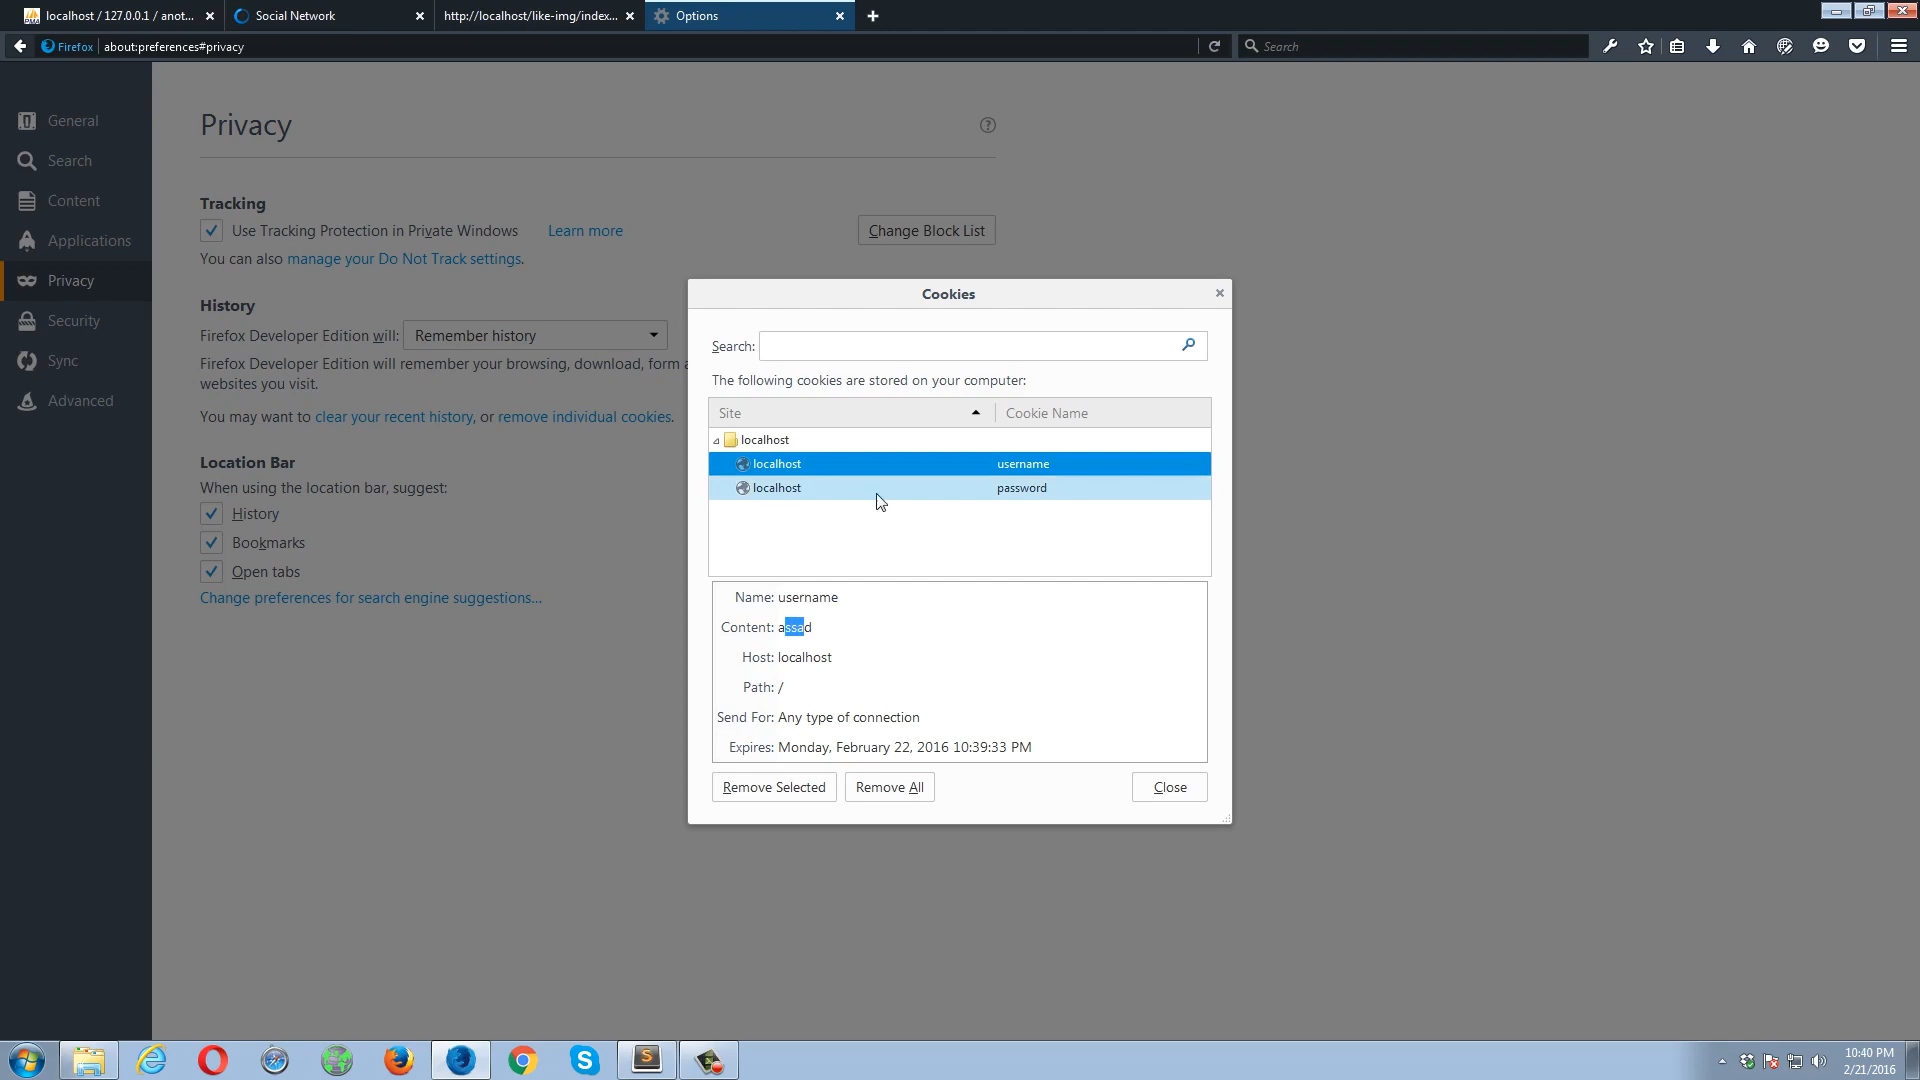 localhost / 127.0.0.1 / anot...
Social Network
http://localhost/like-img/index...
Options
Firefox
about:preferences#privacy
Search
General
Search
Content
Applications
Privacy
Security
Sync
Advanced
Privacy
Tracking
Use Tracking Protection in Private Windows Learn more
Change Block List
You can also manage your Do Not Track settings.
History
Firefox Developer Edition will: Remember history
Firefox Developer Edition will remember your browsing, download, form a
websites you visit.
You may want to clear your recent history, or remove individual cookies.
Location Bar
When using the location bar, suggest:
History
Bookmarks
Open tabs
Change preferences for search engine suggestions...
Cookies
Search:
The following cookies are stored on your computer:
Site Cookie Name
localhost
localhost username
localhost password
Name: username
Content: assad
Host: localhost
Path: /
Send For: Any type of connection
Expires: Monday, February 22, 2016 10:39:33 PM
Remove Selected Remove All Close
10:40 PM
2/21/2016